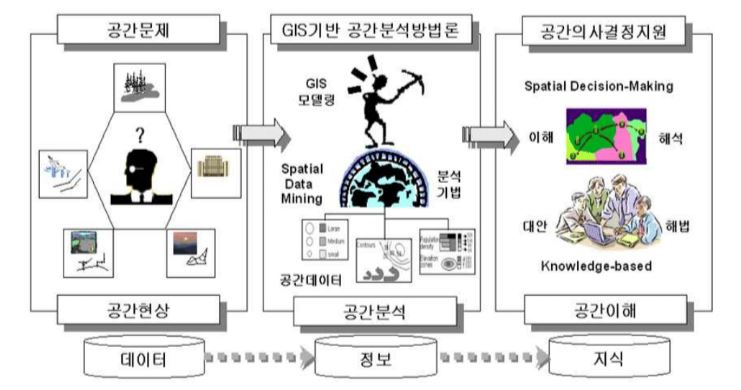 공간문제
GIS기반 공간분석방법론
공간의사결정지원
?
GIS
모델링
Spatial
Data
Mining
분석
기법
Large
Medium
small
Contours
Population
density
Elevation
zones
공간데이터
Spatial Decision-Making
이해
해석
대안
해법
Knowledge-based
공간현상
공간분석
공간이해
데이터
정보
지식